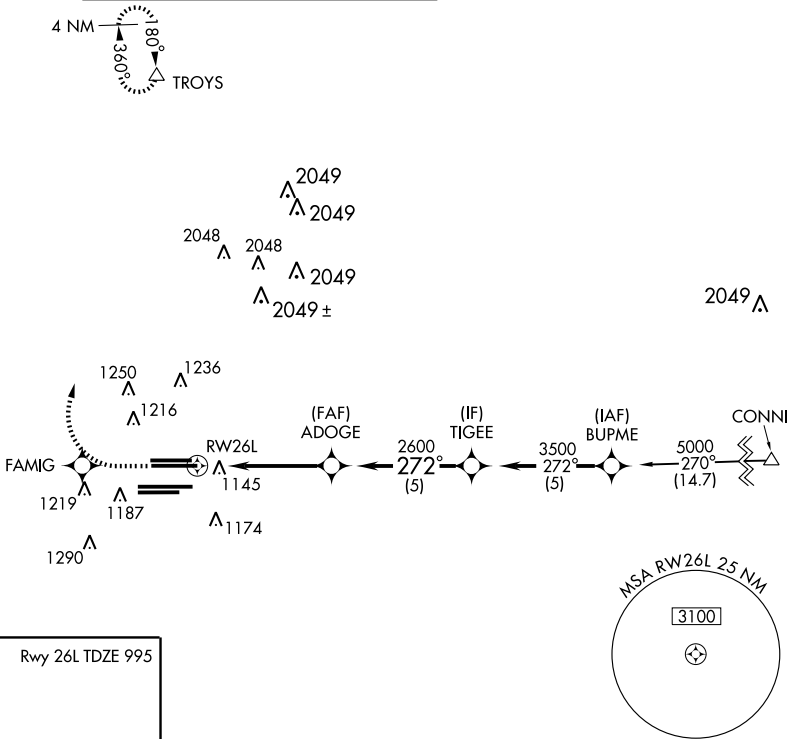 4 NM
180°
360°
TROYS
2049
2049
2048
2048
2049
2049 ±
2049
1250
1236
1216
(FAF)
ADOGE
(IF)
TIGEE
(IAF)
BUPME
CONNI
FAMIG
RW26L
1145
2600
272°
(5)
3500
272°
(5)
5000
270°
(14.7)
1219
1187
1174
1290
MSA RW26L 25 NM
3100
Rwy 26L TDZE 995